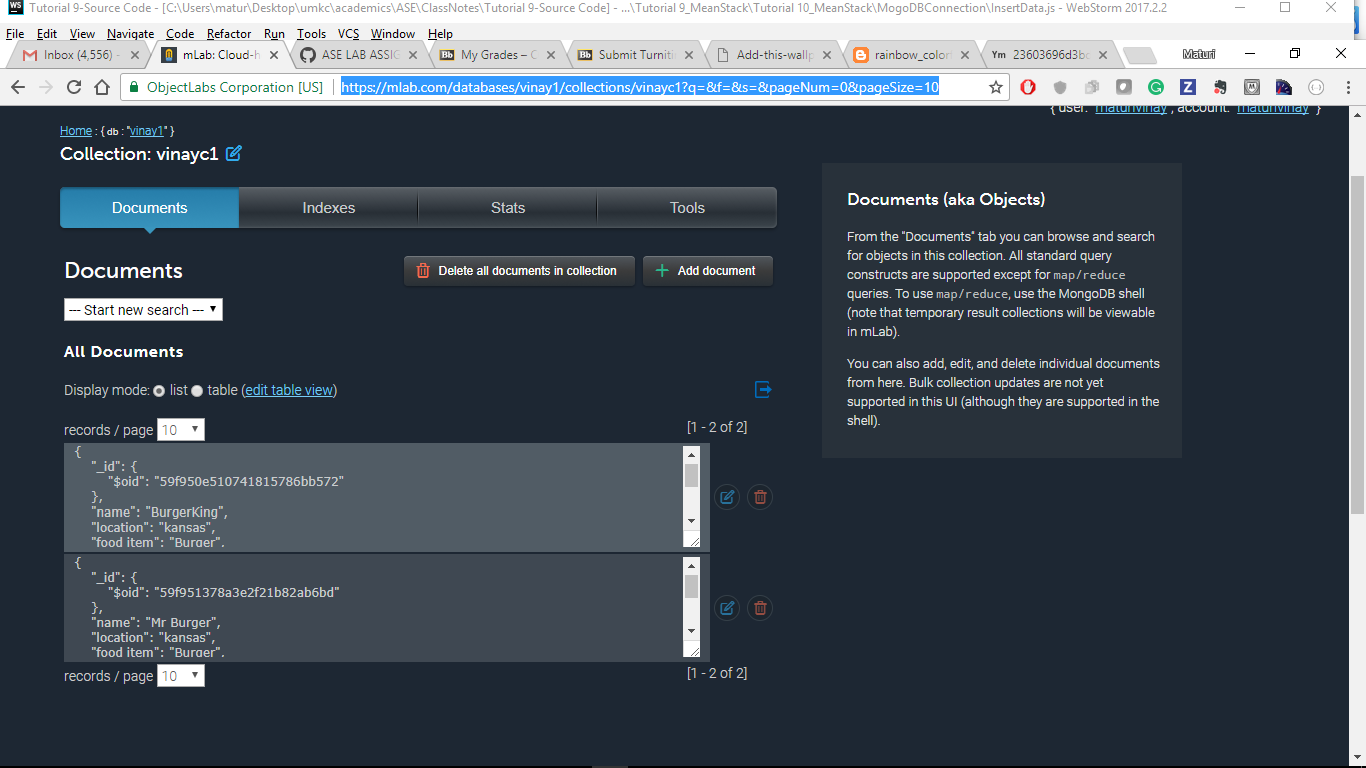 WS Tutorial 9-Source Code - [C:\Users\matur\Desktop\umkc\academics\ASE\ClassNotes\Tutorial 9-Source Code] - ...\Tutorial 9_MeanStack\Tutorial 10_MeanStack\MogoDBConnection\InsertData.js - WebStorm 2017.2.2
File Edit View Navigate Code Refactor Run Tools VCS Window Help
Inbox (4,556) - mLab: Cloud-h ASE LAB ASSIG Bb My Grades – C Bb Submit Turniti Add-this-wallp rainbow_color Ym 23603696d3bc Maturi
ObjectLabs Corporation [US] https://mlab.com/databases/vinay1/collections/vinayc1?q=&f=&s=&pageNum=0&pageSize=10
{ user: "maturivinay", account: "maturivinay" }
Home : { db : "vinay1" }
Collection: vinayc1
Documents Indexes Stats Tools
Documents
Delete all documents in collection
Add document
--- Start new search ---
All Documents
Display mode: list table (edit table view)
records / page 10 [1 - 2 of 2]
{
"_id": {
"$oid": "59f950e510741815786bb572"
},
"name": "BurgerKing",
"location": "kansas",
"food item": "Burger",
{
"_id": {
"$oid": "59f951378a3e2f21b82ab6bd"
},
"name": "Mr Burger",
"location": "kansas",
"food item": "Burger",
records / page 10 [1 - 2 of 2]
Documents (aka Objects)
From the "Documents" tab you can browse and search
for objects in this collection. All standard query
constructs are supported except for map/reduce
queries. To use map/reduce, use the MongoDB shell
(note that temporary result collections will be viewable
in mLab).
You can also add, edit, and delete individual documents
from here. Bulk collection updates are not yet
supported in this UI (although they are supported in the
shell).